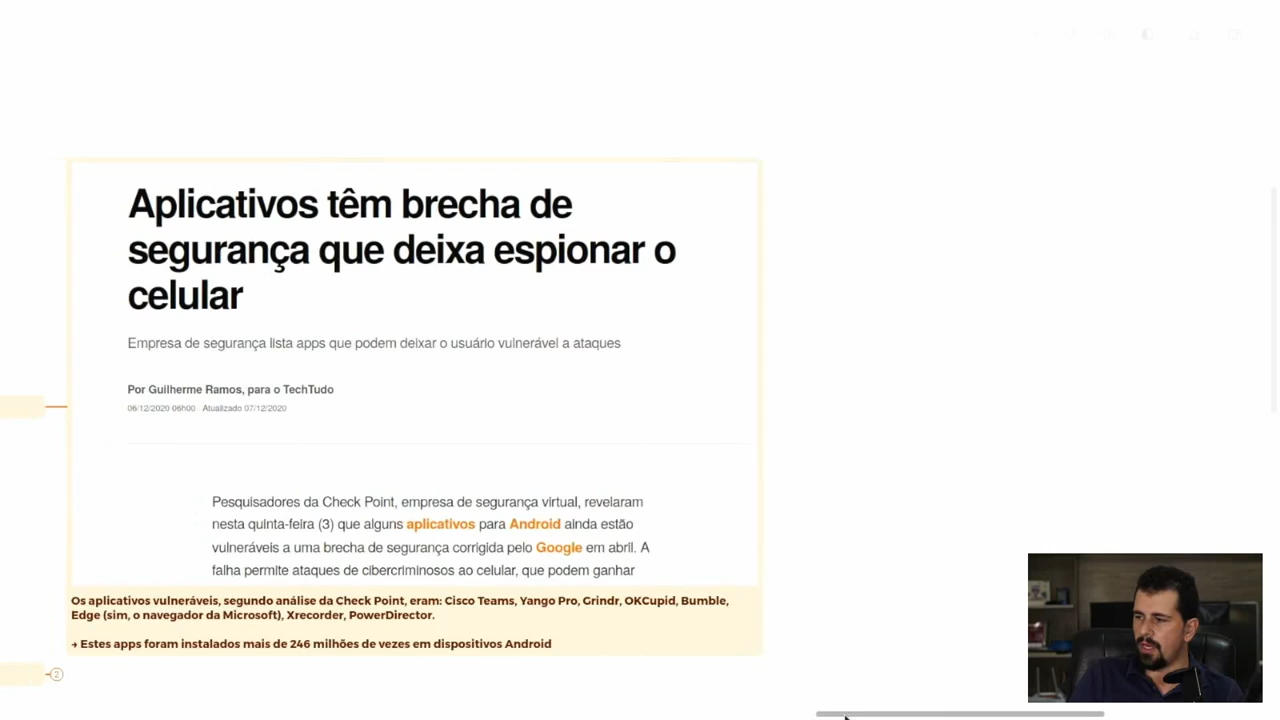 Aplicativos têm brecha de
segurança que deixa espionar o
celular
Empresa de segurança lista apps que podem deixar o usuário vulnerável a ataques
Por Guilherme Ramos, para o TechTudo
06/12/2020 06h00 · Atualizado 07/12/2020
Pesquisadores da Check Point, empresa de segurança virtual, revelaram
nesta quinta-feira (3) que alguns aplicativos para Android ainda estão
vulneráveis a uma brecha de segurança corrigida pelo Google em abril. A
falha permite ataques de cibercriminosos ao celular, que podem ganhar
Os aplicativos vulneráveis, segundo análise da Check Point, eram: Cisco Teams, Yango Pro, Grindr, OKCupid, Bumble,
Edge (sim, o navegador da Microsoft), Xrecorder, PowerDirector.
→ Estes apps foram instalados mais de 246 milhões de vezes em dispositivos Android
2